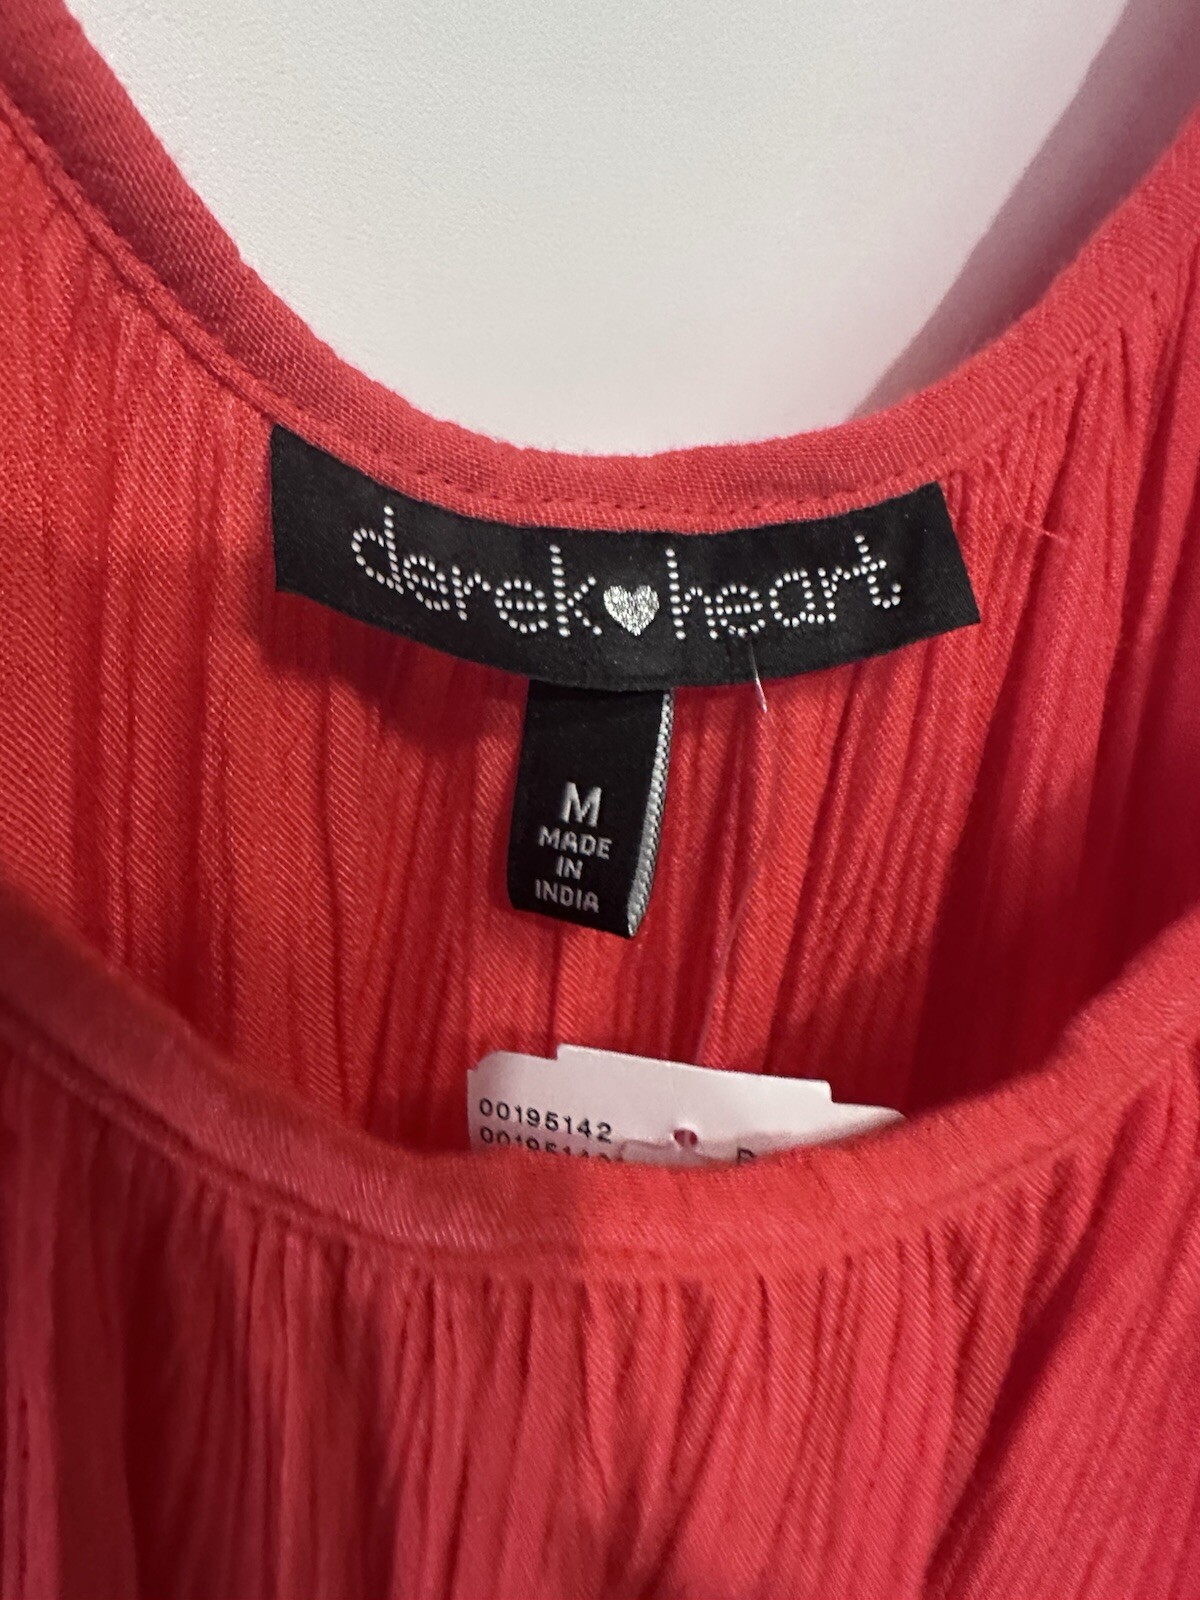 derek heart
M
MADE
IN
INDIA
00195142